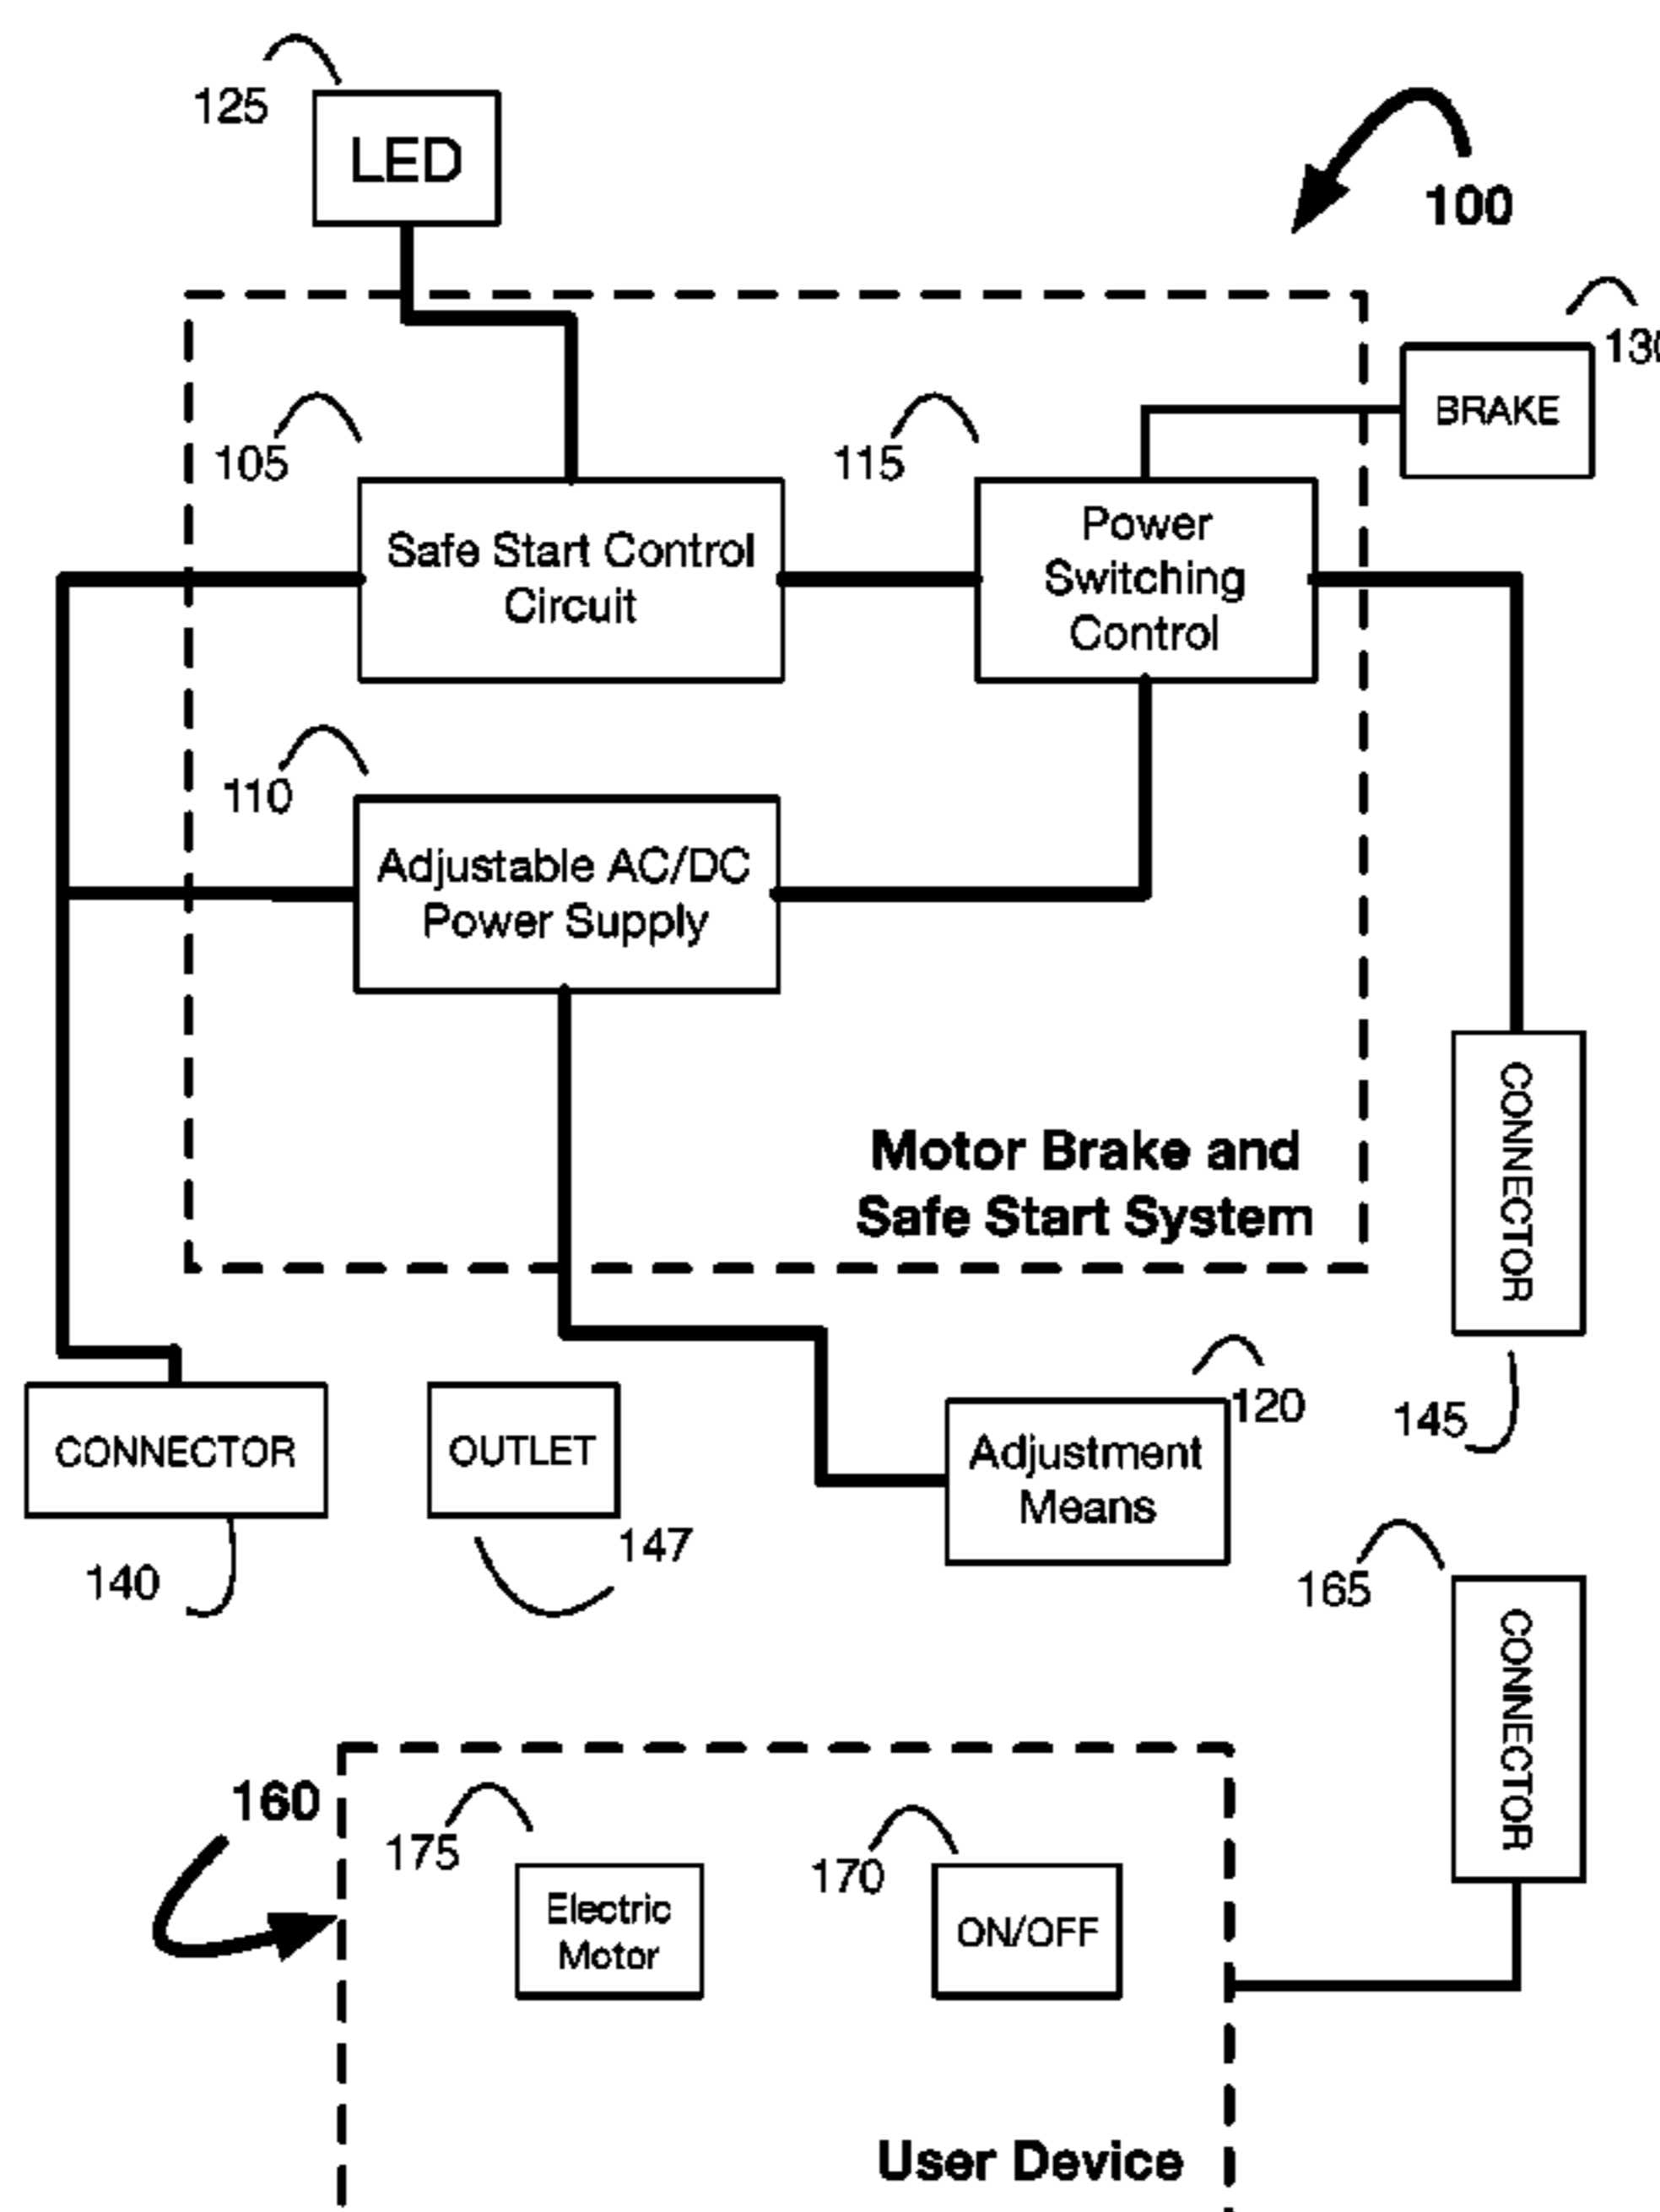 125
LED
100
130
BRAKE
105
115
Safe Start Control
Circuit
Power
Switching
Control
110
Adjustable AC/DC
Power Supply
CONNECTOR
Motor Brake and
Safe Start System
145
120
CONNECTOR
OUTLET
Adjustment
Means
140
147
165
CONNECTOR
160
175
170
Electric
Motor
ON/OFF
User Device